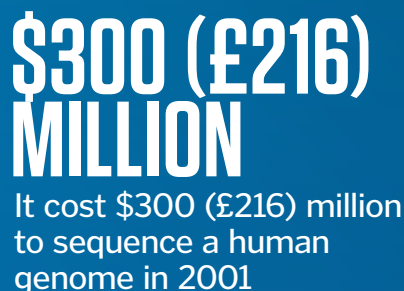 $300 (£216)
MILLION
It cost $300 (£216) million
to sequence a human
genome in 2001